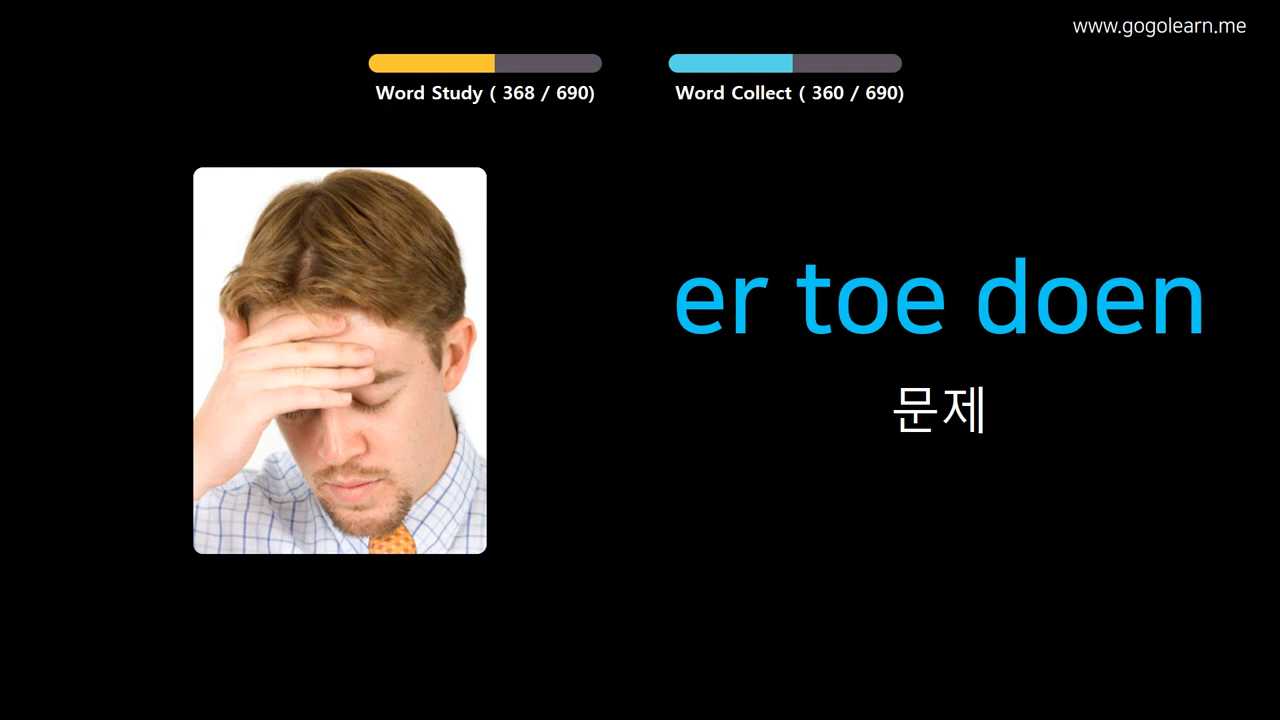 www.gogolearn.me
Word Study ( 368 / 690)
Word Collect ( 360 / 690)
er toe doen
문제